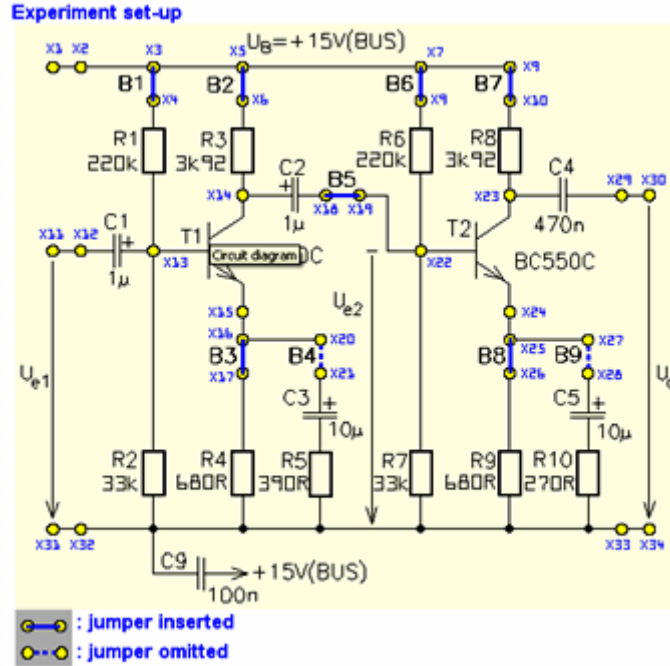 Experiment set-up
UB=+15V(BUS)
X1 X2 X3 X5 X7 X9
B1 B2 B6 B7
X4 X6 X9 X10
R1 220k
R3 3k92
R6 220k
R8 3k92
C2 1µ
B5
X14 X18 X19
C4 470n
X23 X29 X30
C1 1µ
X11 X12 X13
T1
Circuit diagram
C
X22
T2
BC550C
Ue1
Ue2
X15
X16
X17
B3
B4
X20
X21
X24
X25
X26
B8
B9
X27
X28
C3 10µ
C5 10µ
R2 33k
R4 680R
R5 390R
R7 33k
R9 680R
R10 270R
X31 X32 X33 X34
C9 100n
+15V(BUS)
: jumper inserted
: jumper omitted